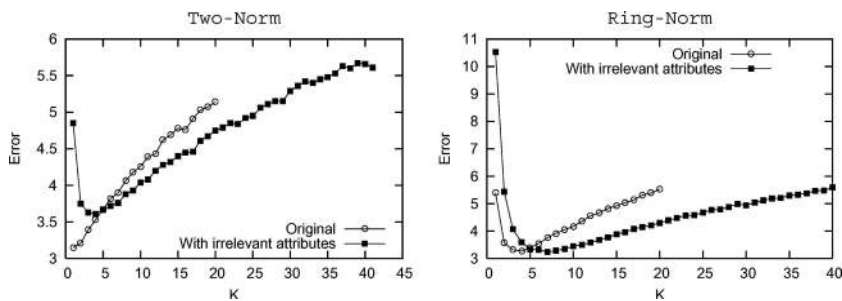 Two-Norm
6
5.5
5
4.5
4
3.5
3
Error
0 5 10 15 20 25 30 35 40 45
K
Original
With irrelevant attributes
Ring-Norm
11
10
9
8
7
6
5
4
3
Error
0 5 10 15 20 25 30 35 40
K
Original
With irrelevant attributes